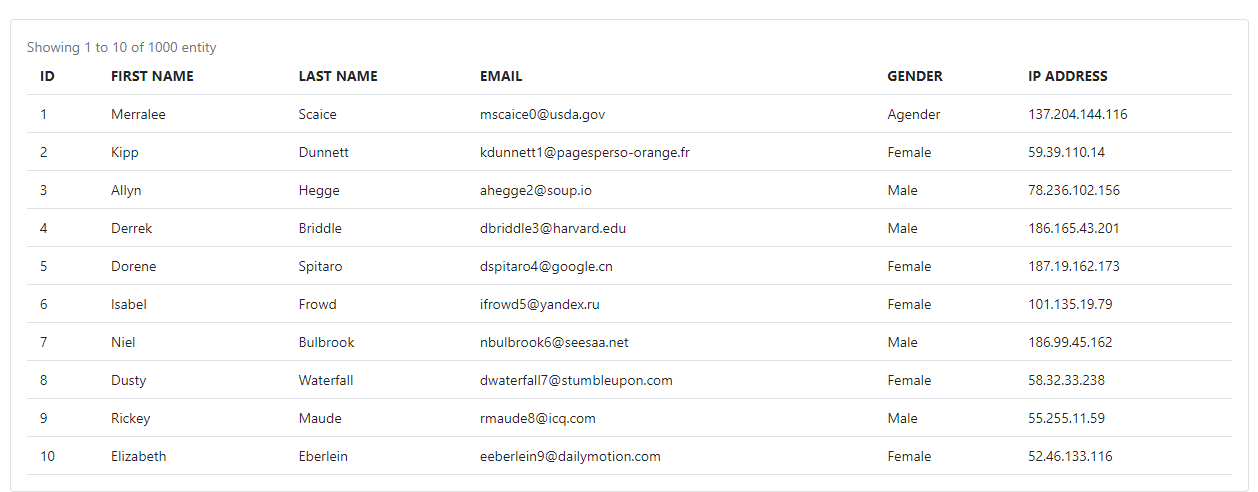 Showing 1 to 10 of 1000 entity
ID FIRST NAME LAST NAME EMAIL GENDER IP ADDRESS
1 Merralee Scaice mscaice0@usda.gov Agender 137.204.144.116
2 Kipp Dunnett kdunnett1@pagesperso-orange.fr Female 59.39.110.14
3 Allyn Hegge ahegge2@soup.io Male 78.236.102.156
4 Derrek Briddle dbriddle3@harvard.edu Male 186.165.43.201
5 Dorene Spitaro dspitaro4@google.cn Female 187.19.162.173
6 Isabel Frowd ifrowd5@yandex.ru Female 101.135.19.79
7 Niel Bulbrook nbulbrook6@seesaa.net Male 186.99.45.162
8 Dusty Waterfall dwaterfall7@stumbleupon.com Female 58.32.33.238
9 Rickey Maude rmaude8@icq.com Male 55.255.11.59
10 Elizabeth Eberlein eeberlein9@dailymotion.com Female 52.46.133.116